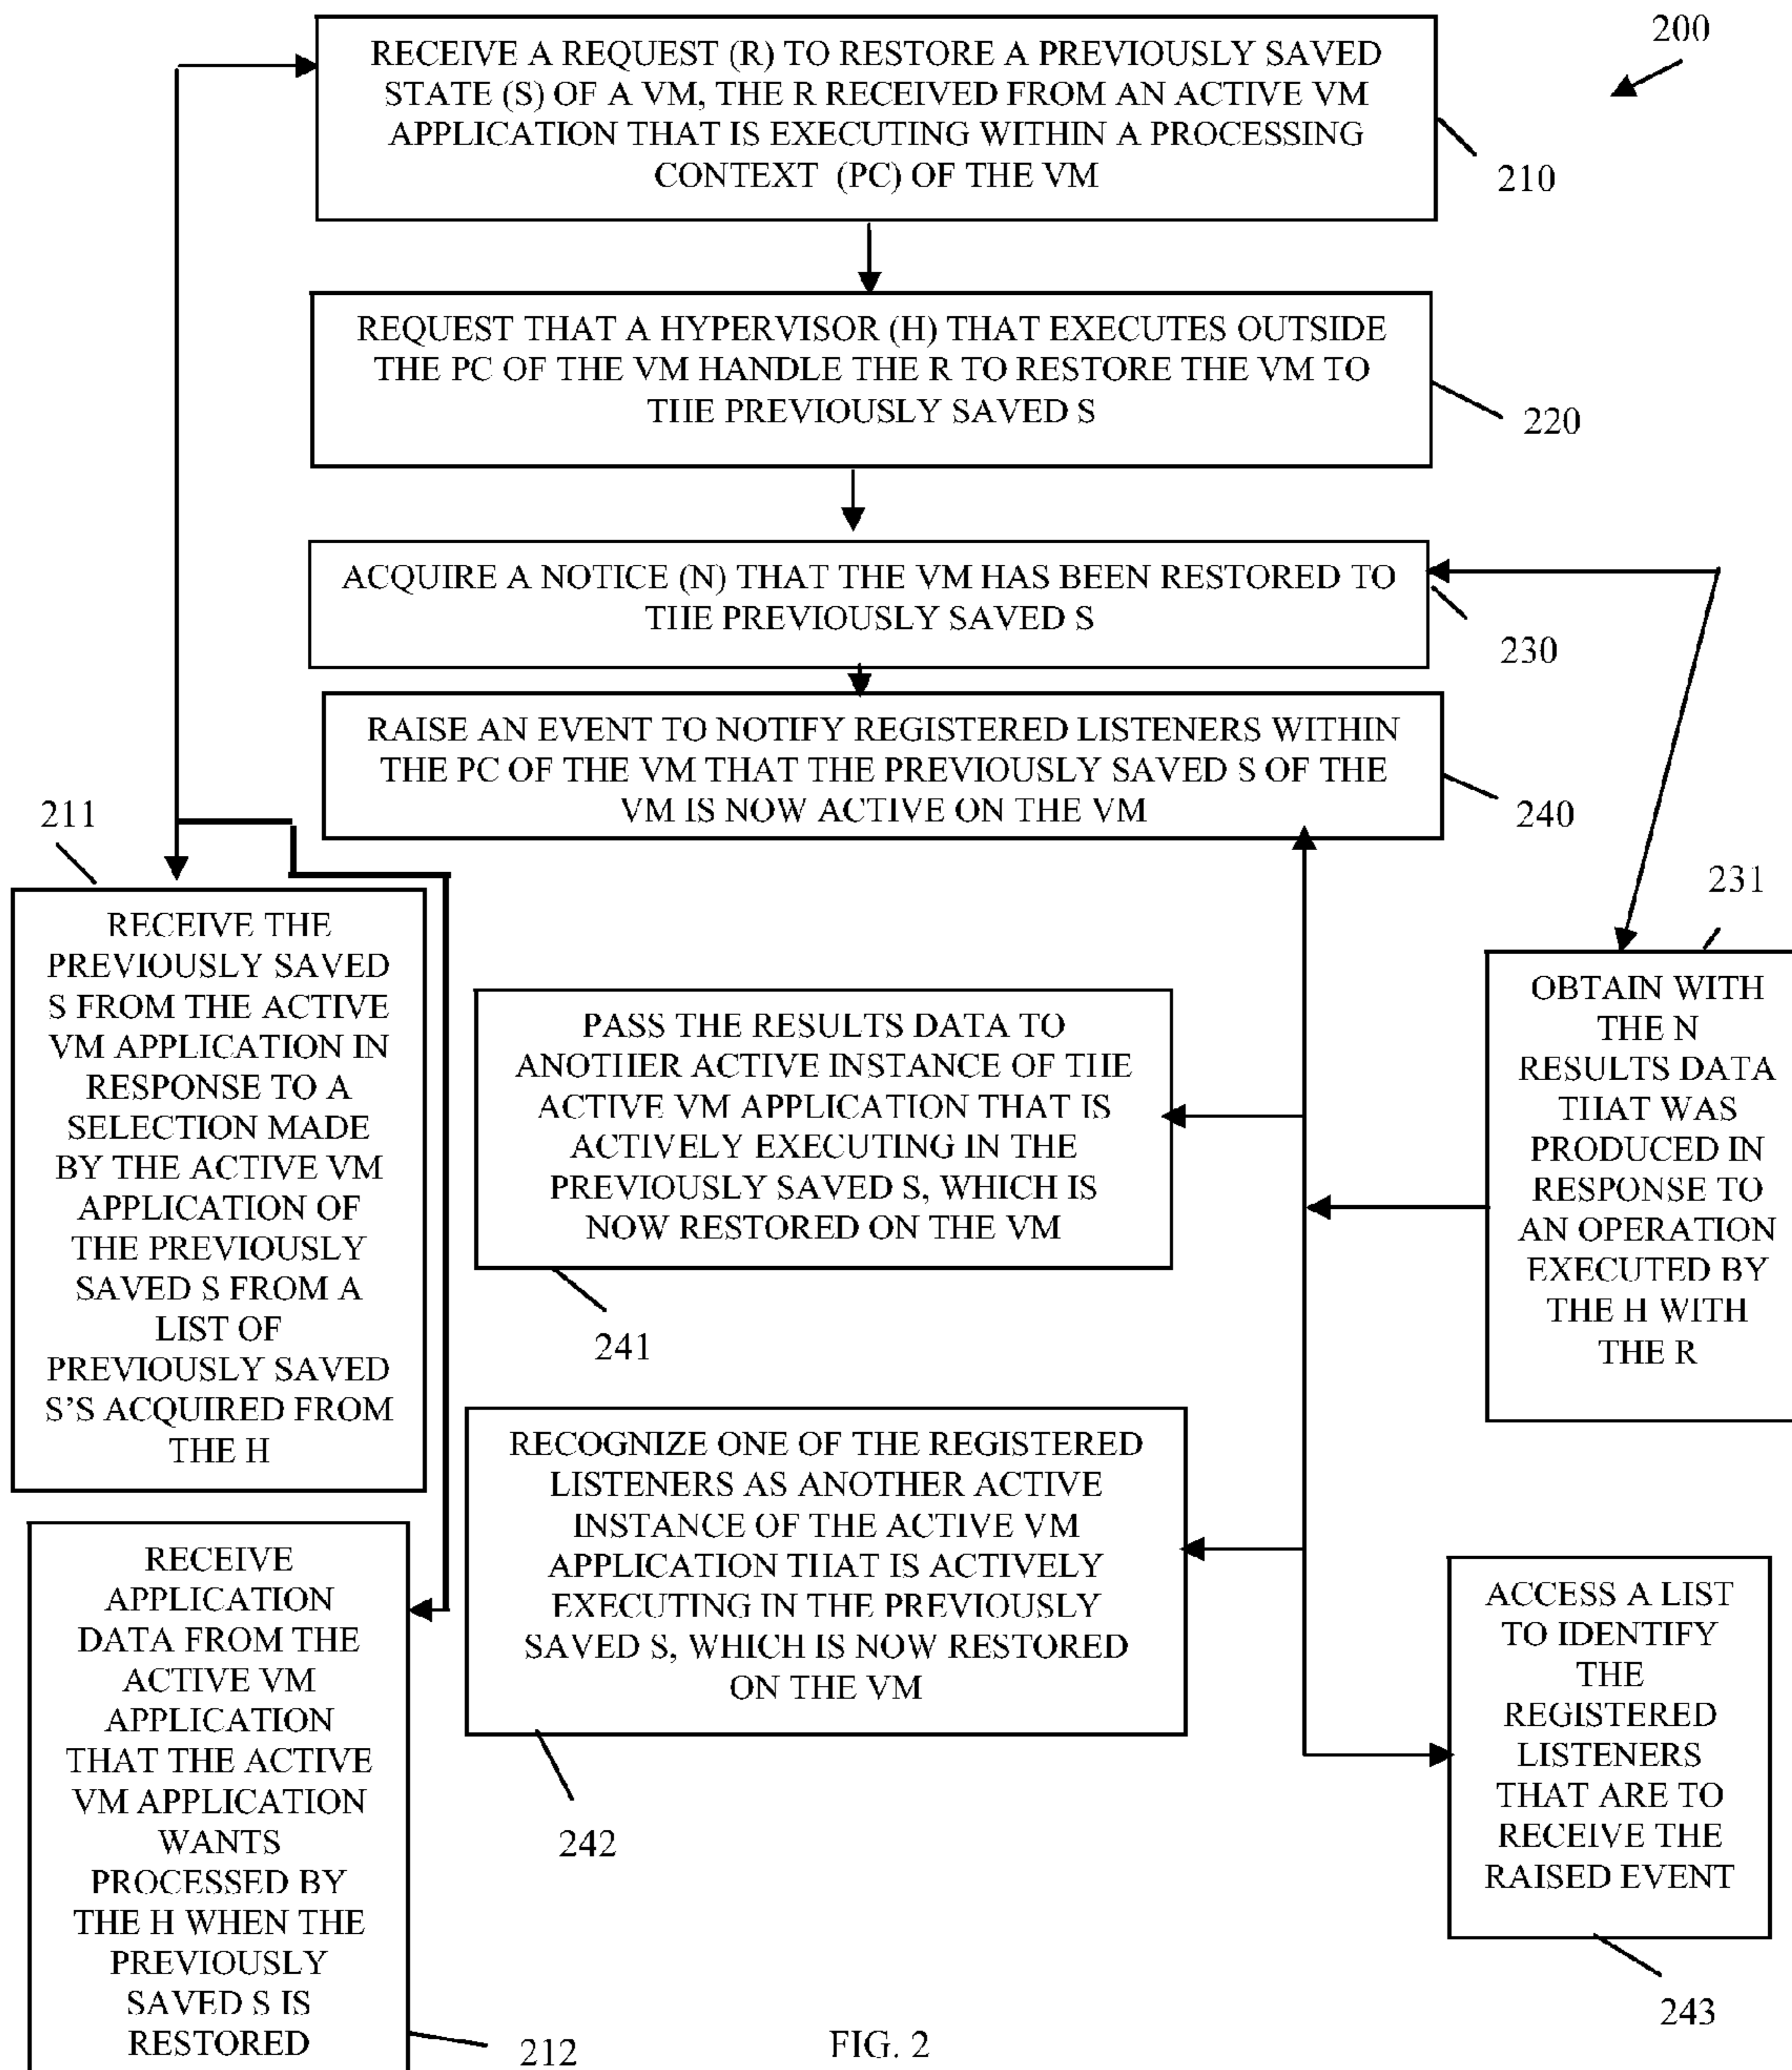 200
RECEIVE A REQUEST (R) TO RESTORE A PREVIOUSLY SAVED
STATE (S) OF A VM, THE R RECEIVED FROM AN ACTIVE VM
APPLICATION THAT IS EXECUTING WITHIN A PROCESSING
CONTEXT (PC) OF THE VM
210
REQUEST THAT A HYPERVISOR (H) THAT EXECUTES OUTSIDE
THE PC OF THE VM HANDLE THE R TO RESTORE THE VM TO
THE PREVIOUSLY SAVED S
220
ACQUIRE A NOTICE (N) THAT THE VM HAS BEEN RESTORED TO
THE PREVIOUSLY SAVED S
230
RAISE AN EVENT TO NOTIFY REGISTERED LISTENERS WITHIN
THE PC OF THE VM THAT THE PREVIOUSLY SAVED S OF THE
VM IS NOW ACTIVE ON THE VM
240
211
RECEIVE THE
PREVIOUSLY SAVED
S FROM THE ACTIVE
VM APPLICATION IN
RESPONSE TO A
SELECTION MADE
BY THE ACTIVE VM
APPLICATION OF
THE PREVIOUSLY
SAVED S FROM A
LIST OF
PREVIOUSLY SAVED
S'S ACQUIRED FROM
THE H
231
OBTAIN WITH
THE N
RESULTS DATA
THAT WAS
PRODUCED IN
RESPONSE TO
AN OPERATION
EXECUTED BY
THE H WITH
THE R
PASS THE RESULTS DATA TO
ANOTHER ACTIVE INSTANCE OF THE
ACTIVE VM APPLICATION THAT IS
ACTIVELY EXECUTING IN THE
PREVIOUSLY SAVED S, WHICH IS
NOW RESTORED ON THE VM
241
RECOGNIZE ONE OF THE REGISTERED
LISTENERS AS ANOTHER ACTIVE
INSTANCE OF THE ACTIVE VM
APPLICATION THAT IS ACTIVELY
EXECUTING IN THE PREVIOUSLY
SAVED S, WHICH IS NOW RESTORED
ON THE VM
242
RECEIVE
APPLICATION
DATA FROM THE
ACTIVE VM
APPLICATION
THAT THE ACTIVE
VM APPLICATION
WANTS
PROCESSED BY
THE H WHEN THE
PREVIOUSLY
SAVED S IS
RESTORED
212
ACCESS A LIST
TO IDENTIFY
THE
REGISTERED
LISTENERS
THAT ARE TO
RECEIVE THE
RAISED EVENT
243
FIG. 2